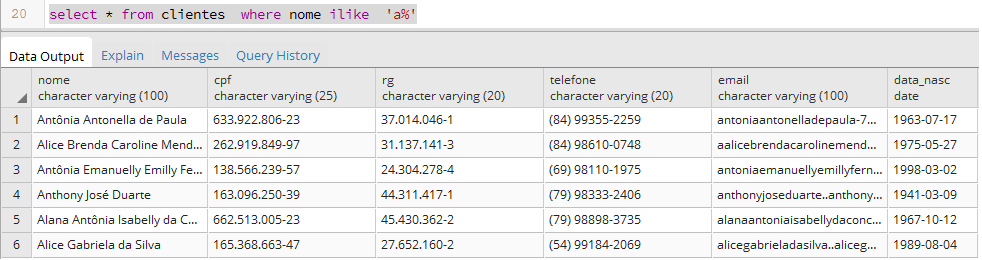 20 select * from clientes where nome ilike 'a%'
Data Output Explain Messages Query History
nome cpf rg telefone email data_nasc
character varying (100) character varying (25) character varying (20) character varying (20) character varying (100) date
1 Antônia Antonella de Paula 633.922.806-23 37.014.046-1 (84) 99355-2259 antoniaantonelladepaula-7... 1963-07-17
2 Alice Brenda Caroline Mend... 262.919.849-97 31.137.141-3 (84) 98610-0748 aalicebrendacarolinemend... 1975-05-27
3 Antônia Emanuelly Emilly Fe... 138.566.239-57 24.304.278-4 (69) 98110-1975 antoniaemanuellyemillyfern... 1998-03-02
4 Anthony José Duarte 163.096.250-39 44.311.417-1 (79) 98333-2406 anthonyjoseduarte..anthony... 1941-03-09
5 Alana Antônia Isabelly da C... 662.513.005-23 45.430.362-2 (79) 98898-3735 alanaantoniaisabellydaconc... 1967-10-12
6 Alice Gabriela da Silva 165.368.663-47 27.652.160-2 (54) 99184-2069 alicegabrieladasilva..aliceg... 1989-08-04